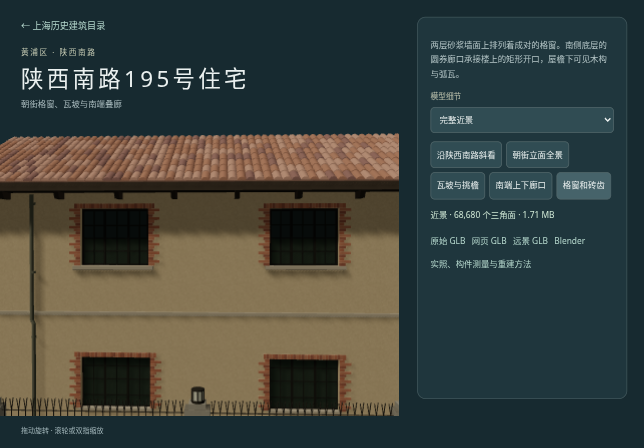 ← 上海历史建筑目录
黄浦区 · 陕西南路
陕西南路195号住宅
朝街格窗、瓦坡与南端叠廊
拖动旋转 · 滚轮或双指缩放
两层砂浆墙面上排列着成对的格窗。南侧底层的
圆券廊口承接楼上的矩形开口，屋檐下可见木构
与弧瓦。
模型细节
完整近景
沿陕西南路斜看 朝街立面全景
瓦坡与挑檐 南端上下廊口 格窗和砖齿
近景 · 68,680 个三角面 · 1.71 MB
原始 GLB 网页 GLB 远景 GLB Blender
实照、构件测量与重建方法